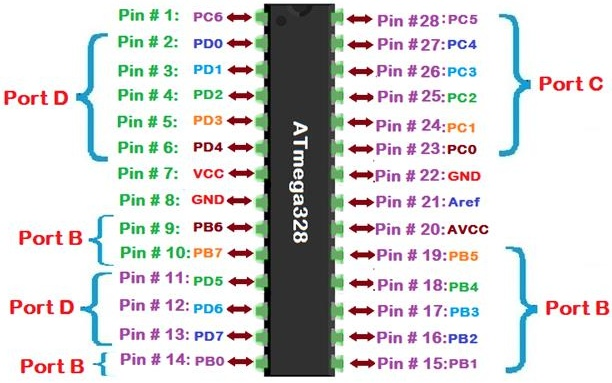 Pin # 1: PC6
Pin # 2: PD0
Pin # 3: PD1
Pin # 4: PD2
Pin # 5: PD3
Pin # 6: PD4
Pin # 7: VCC
Pin # 8: GND
Pin # 9: PB6
Pin # 10: PB7
Pin # 11: PD5
Pin # 12: PD6
Pin # 13: PD7
Pin # 14: PB0
Port D
Port B
Port D
Port B
ATmega328
Pin #28: PC5
Pin # 27: PC4
Pin # 26: PC3
Pin # 25: PC2
Pin # 24: PC1
Pin # 23: PC0
Pin # 22: GND
Pin # 21: Aref
Pin # 20: AVCC
Pin # 19: PB5
Pin # 18: PB4
Pin # 17: PB3
Pin # 16: PB2
Pin # 15: PB1
Port C
Port B